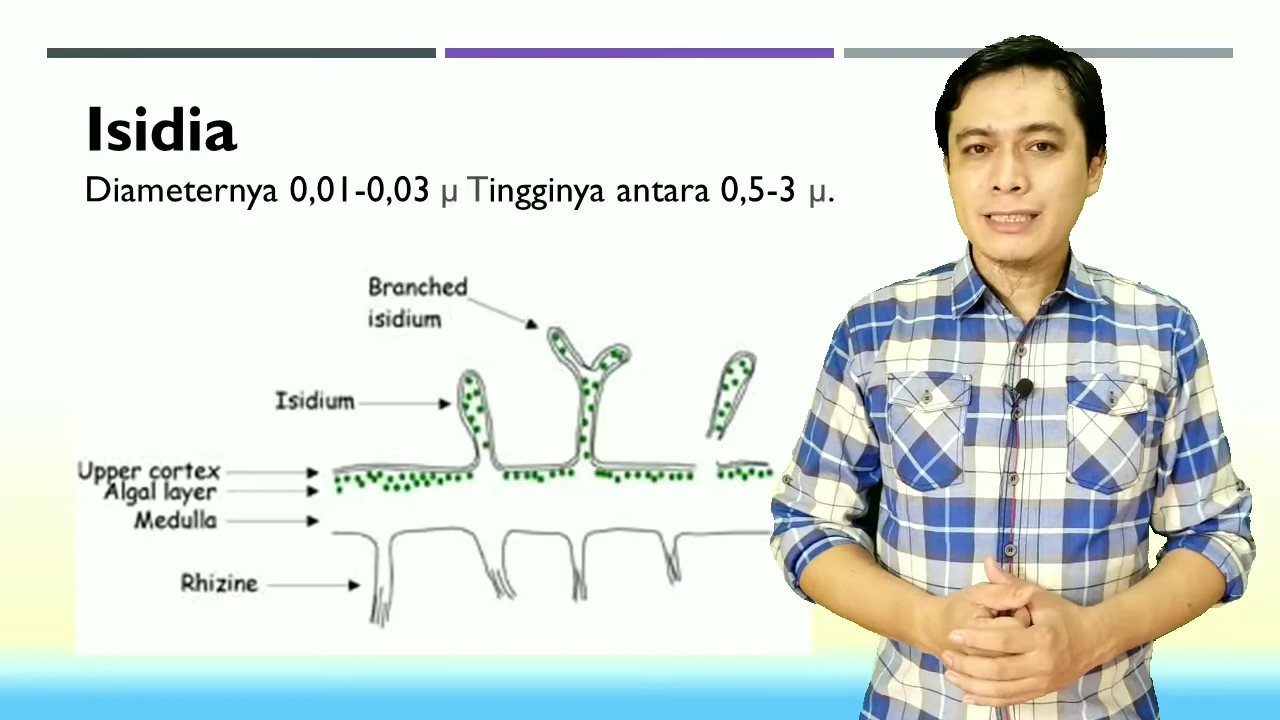 Isidia
Diameternya 0,01-0,03 µ Tingginya antara 0,5-3 µ.
Branched
isidium
Isidium
Upper cortex
Algal layer
Medulla
Rhizine